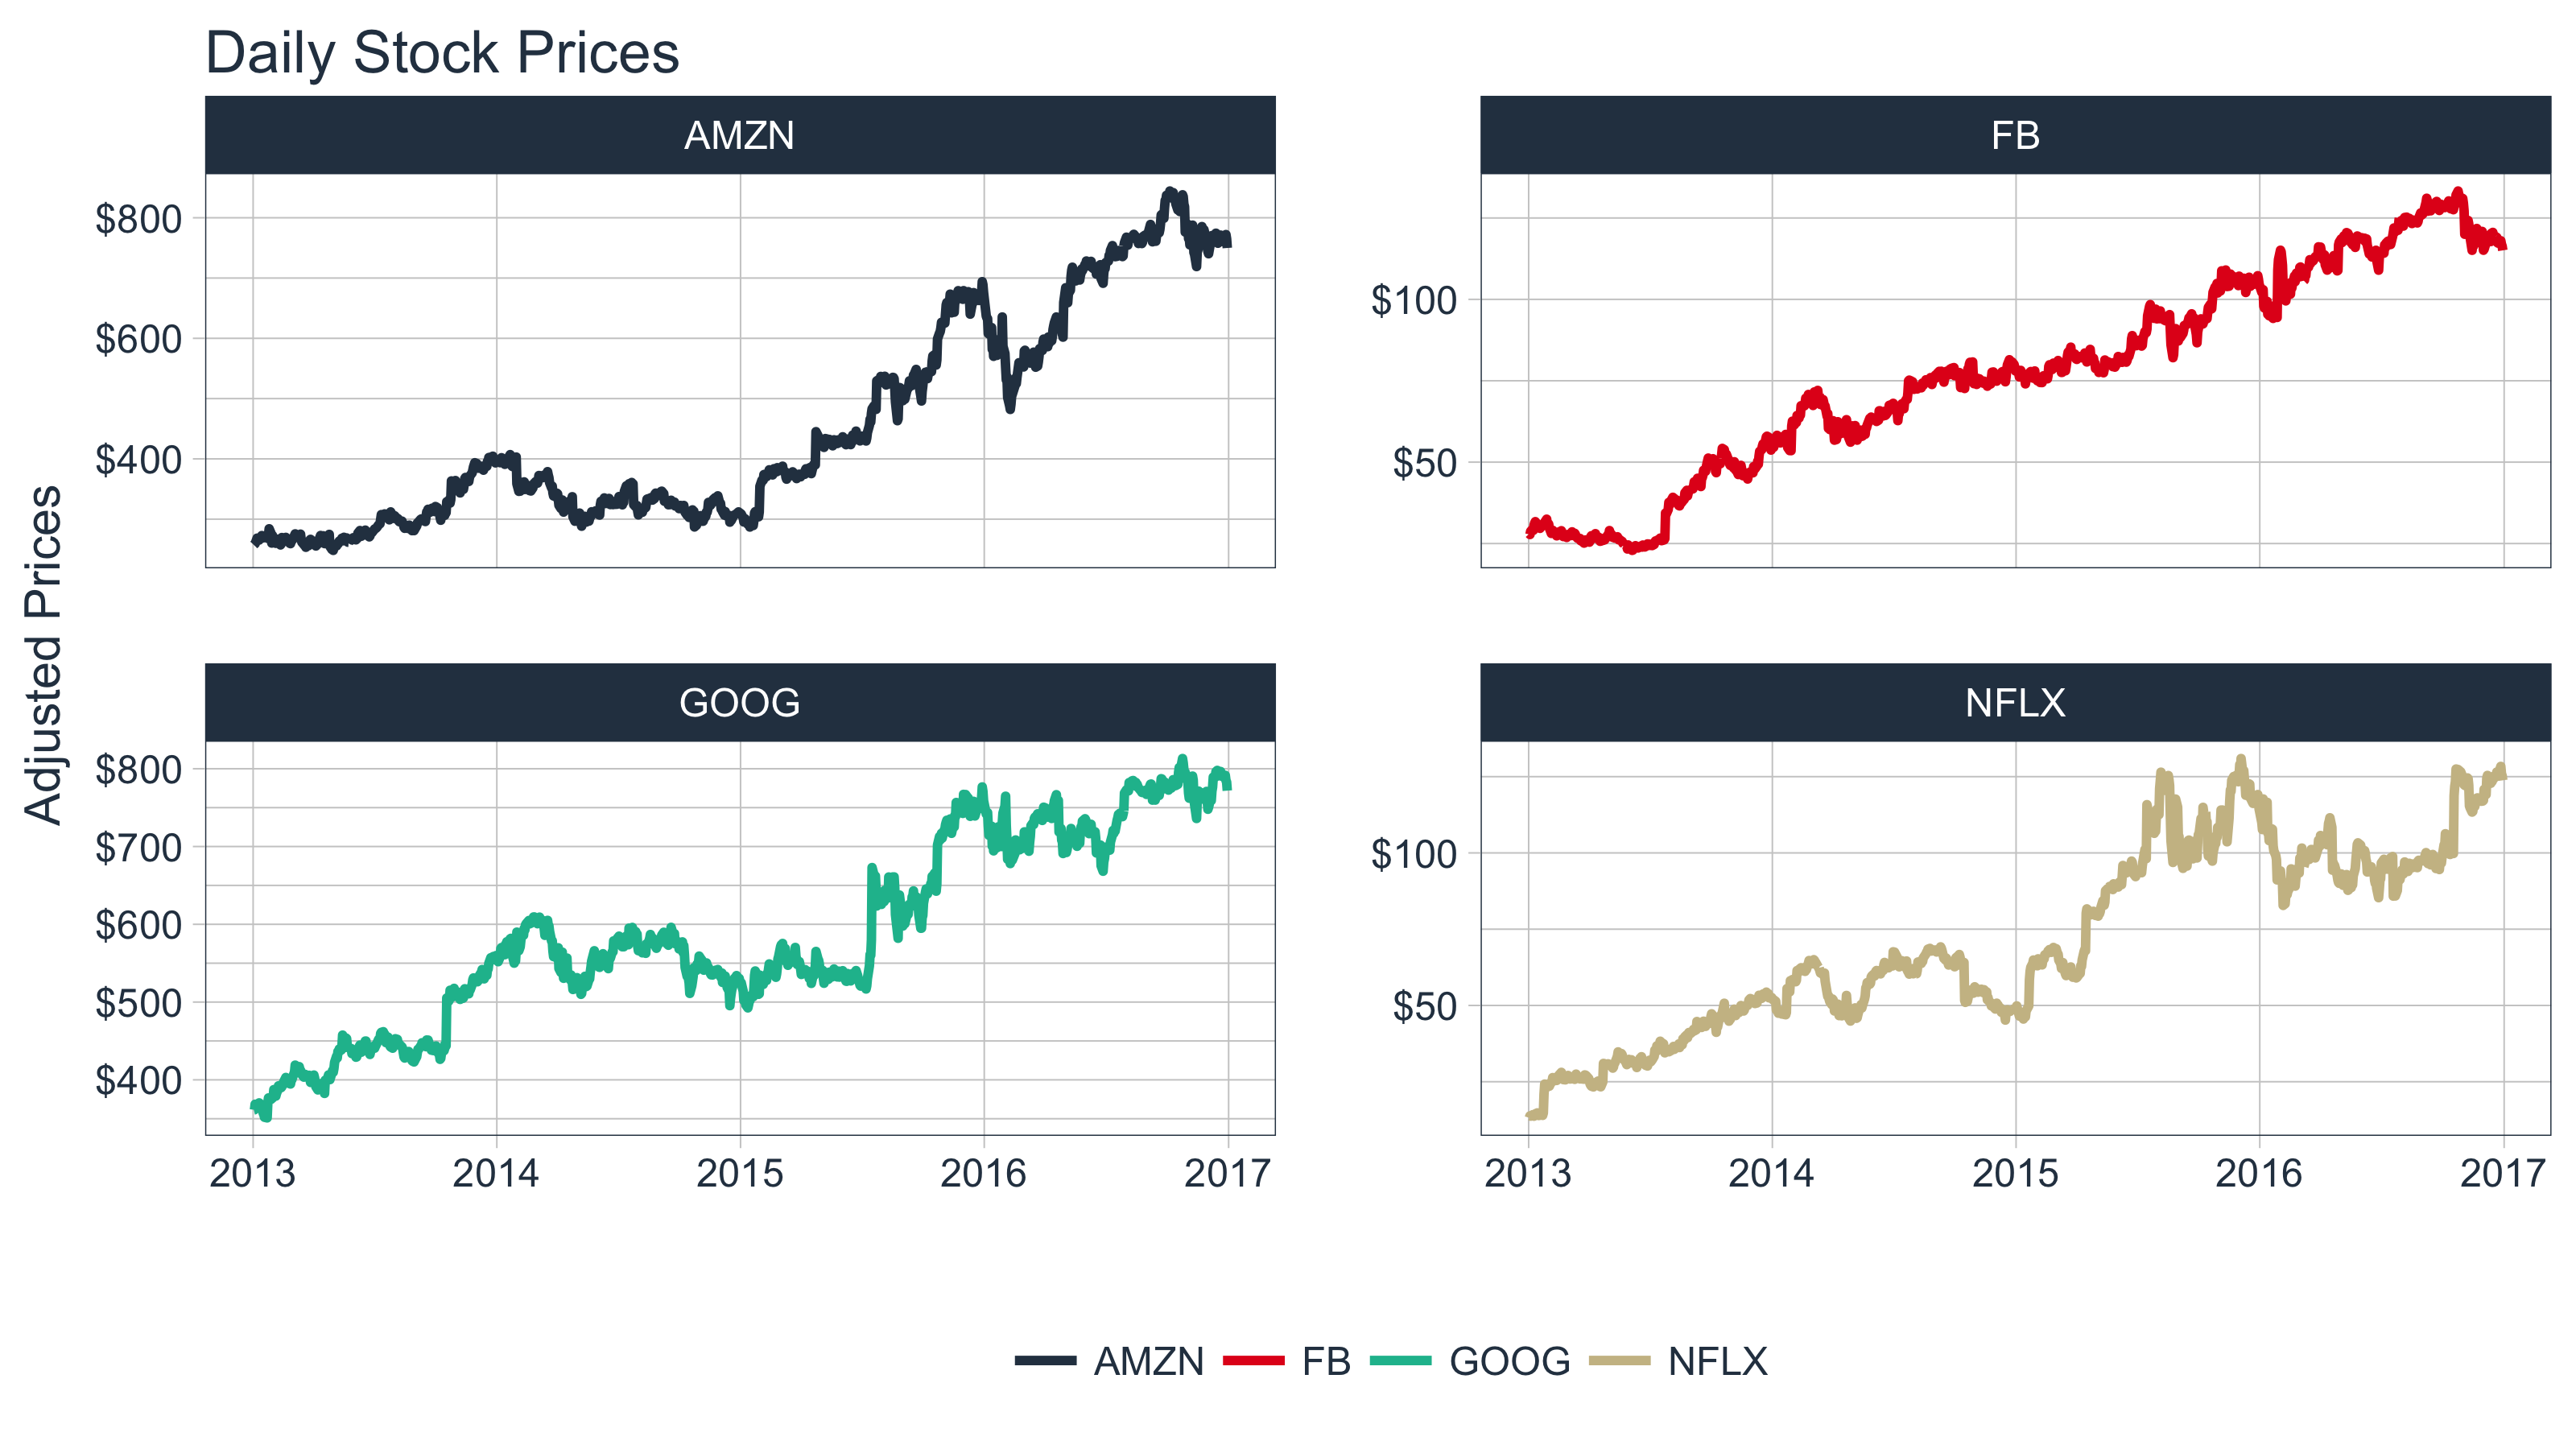 Daily Stock Prices
AMZN
FB
$800
$600
$400
$100
$50
Adjusted Prices
GOOG
NFLX
$800
$700
$600
$500
$400
$100
$50
2013 2014 2015 2016 2017
2013 2014 2015 2016 2017
AMZN FB GOOG NFLX